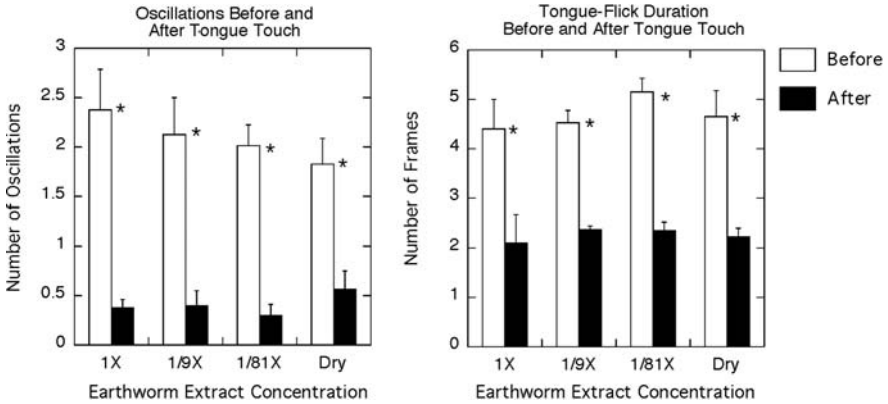 Oscillations Before and
After Tongue Touch
Number of Oscillations
3
2.5
2
1.5
1
0.5
0
*
*
*
*
1X
1/9X
1/81X
Dry
Earthworm Extract Concentration
Tongue-Flick Duration
Before and After Tongue Touch
Number of Frames
6
5
4
3
2
1
0
*
*
*
*
1X
1/9X
1/81X
Dry
Earthworm Extract Concentration
Before
After